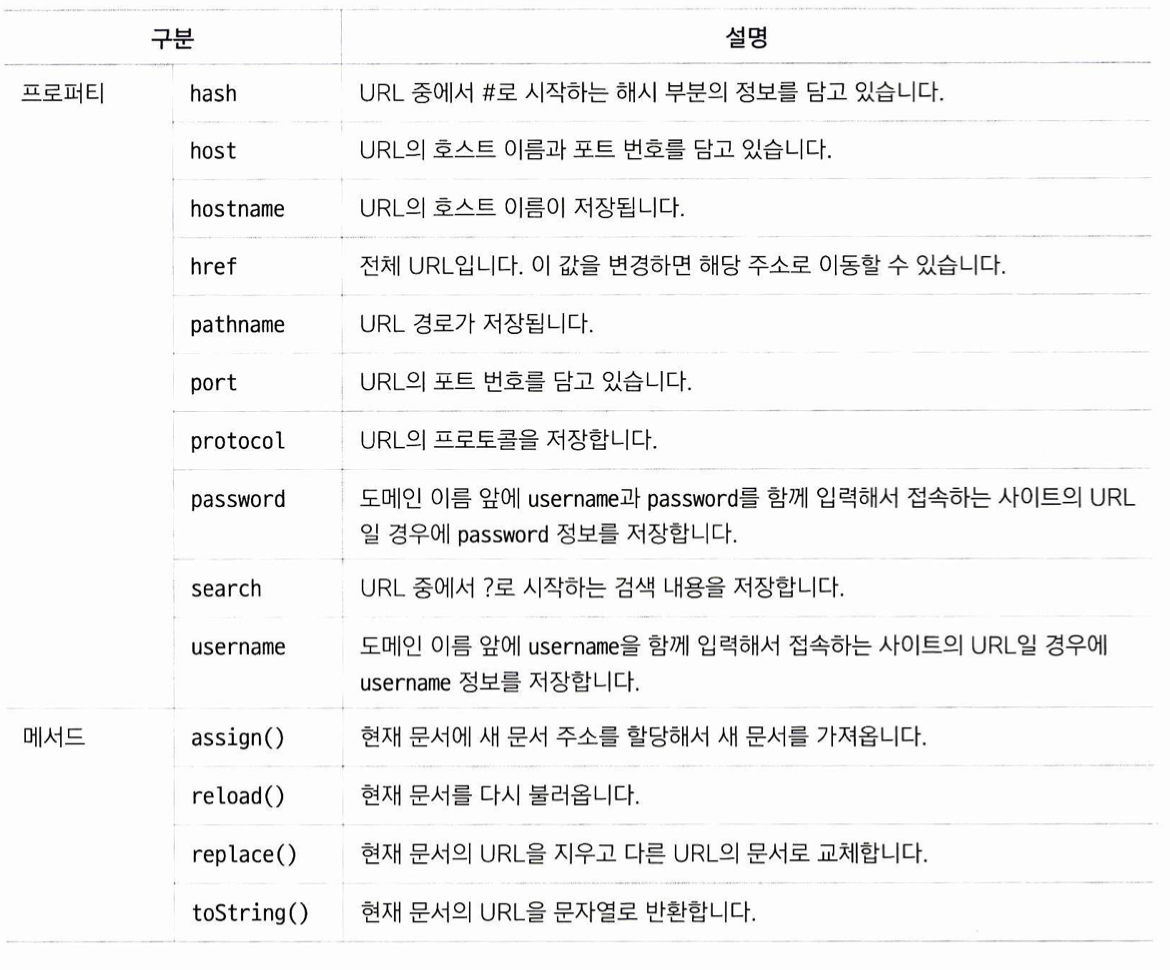 구분 설명
프로퍼티 hash URL 중에서 #로 시작하는 해시 부분의 정보를 담고 있습니다.
host URL의 호스트 이름과 포트 번호를 담고 있습니다.
hostname URL의 호스트 이름이 저장됩니다.
href 전체 URL입니다. 이 값을 변경하면 해당 주소로 이동할 수 있습니다.
pathname URL 경로가 저장됩니다.
port URL의 포트 번호를 담고 있습니다.
protocol URL의 프로토콜을 저장합니다.
password 도메인 이름 앞에 username과 password를 함께 입력해서 접속하는 사이트의 URL
일 경우에 password 정보를 저장합니다.
search URL 중에서 ?로 시작하는 검색 내용을 저장합니다.
username 도메인 이름 앞에 username을 함께 입력해서 접속하는 사이트의 URL일 경우에
username 정보를 저장합니다.
메서드 assign() 현재 문서에 새 문서 주소를 할당해서 새 문서를 가져옵니다.
reload() 현재 문서를 다시 불러옵니다.
replace() 현재 문서의 URL을 지우고 다른 URL의 문서로 교체합니다.
toString() 현재 문서의 URL을 문자열로 반환합니다.